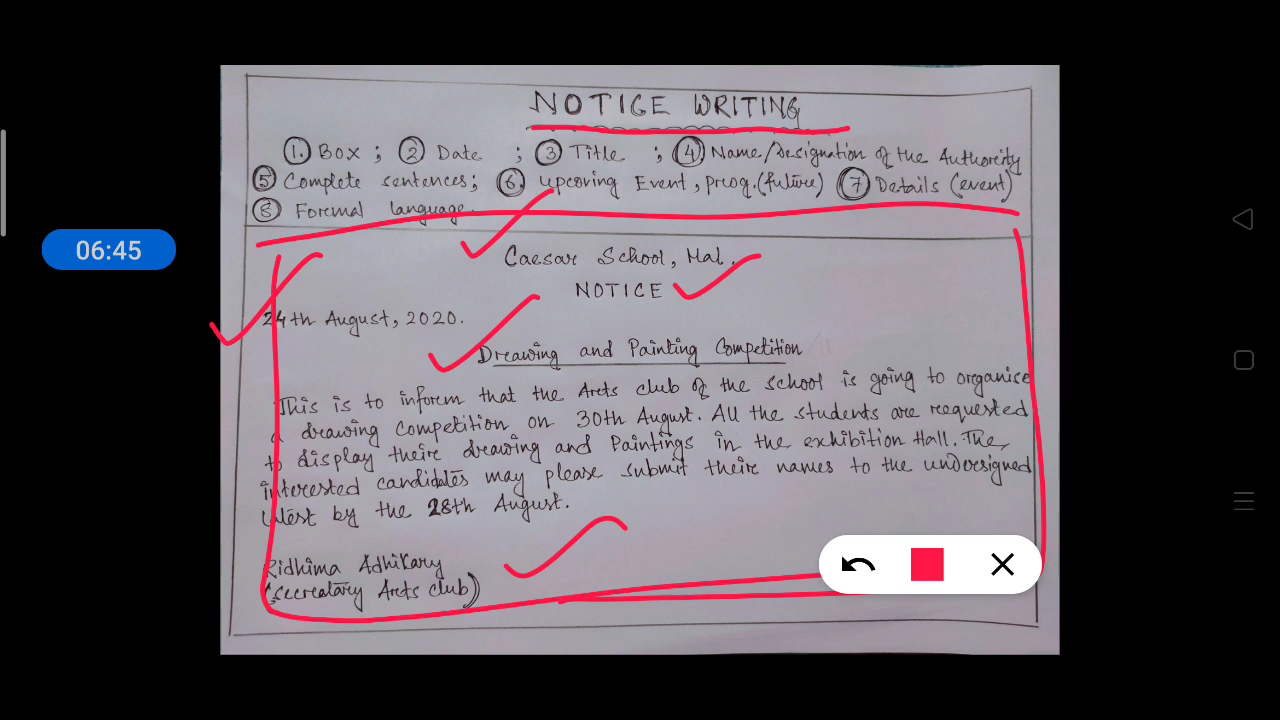 NOTICE WRITING
1. Box ; 2 Date ; 3 Title ; 4 Name/Designation of the Authority
5 Complete sentences; 6. upcoming Event, prog. (future) 7 Details (event)
8 Formal language.
Caesar School, Mal.
NOTICE
24th August, 2020.
Drawing and Painting Competition
This is to inform that the Arts club of the school is going to organise
a drawing competition on 30th August. All the students are requested
to display their drawing and Paintings in the exhibition Hall. The
interested candidates may please submit their names to the undersigned
latest by the 28th August.
Ridhima Adhikary
(Secreatary Arts club)
06:45